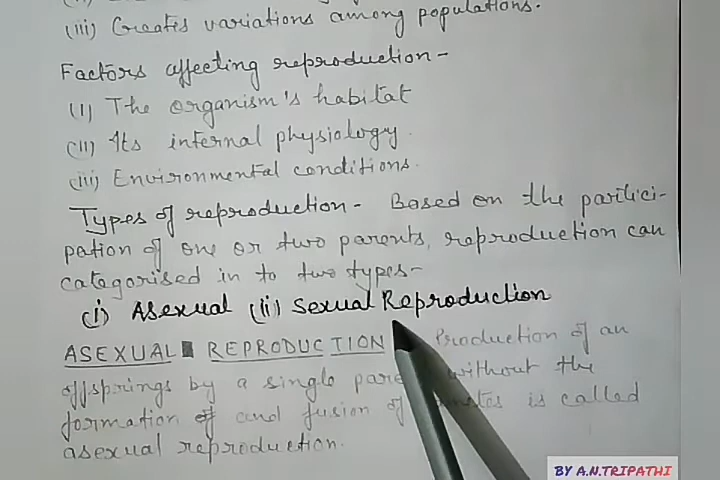 (iii) Creates variations among populations.
Factors affecting reproduction -
(i) The organism's habitat
(ii) Its internal physiology.
(iii) Environmental conditions.
Types of reproduction - Based on the partici-
pation of one or two parents, reproduction can
categorised in to two types-
(i) Asexual (ii) Sexual Reproduction
ASEXUAL REPRODUCTION Production of an
offsprings by a single without the
formation of and fusion of is called
asexual reproduction.
BY A.N.TRIPATHI